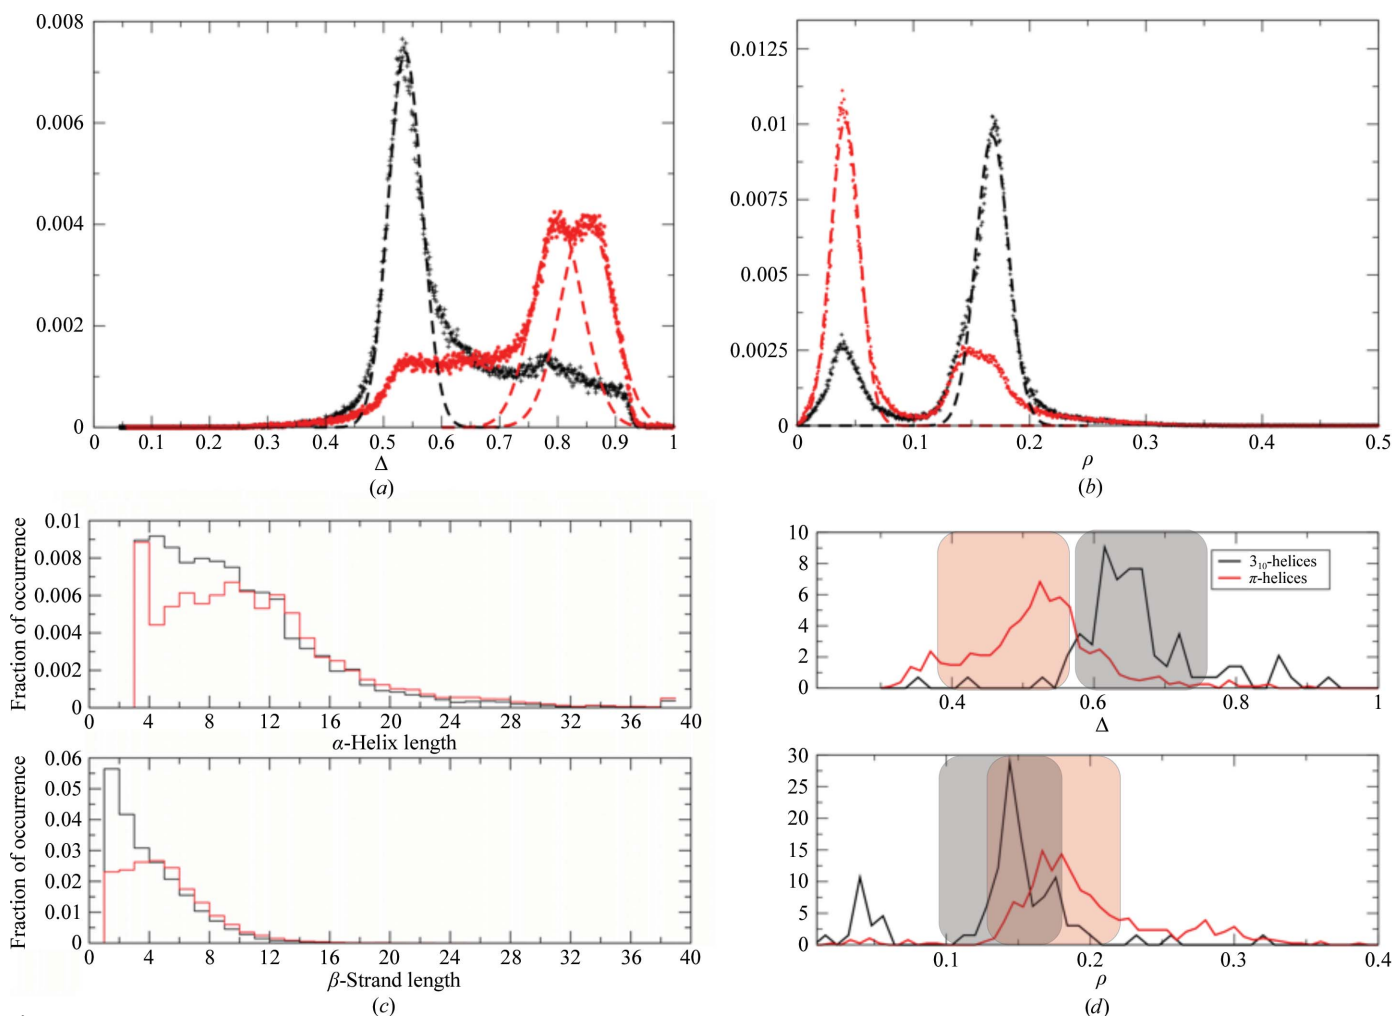 0.008
0.006
0.004
0.002
0
0 0.1 0.2 0.3 0.4 0.5 0.6 0.7 0.8 0.9 1
Δ
(a)
0.0125
0.01
0.0075
0.005
0.0025
0
0 0.1 0.2 0.3 0.4 0.5
ρ
(b)
Fraction of occurrence
0.01
0.008
0.006
0.004
0.002
0
0 4 8 12 16 20 24 28 32 36 40
α-Helix length
Fraction of occurrence
0.06
0.05
0.04
0.03
0.02
0.01
0
0 4 8 12 16 20 24 28 32 36 40
β-Strand length
(c)
10
8
6
4
2
0
3₁₀-helices
π-helices
0.4 0.6 0.8 1
Δ
30
25
20
15
10
5
0
0.1 0.2 0.3 0.4
ρ
(d)